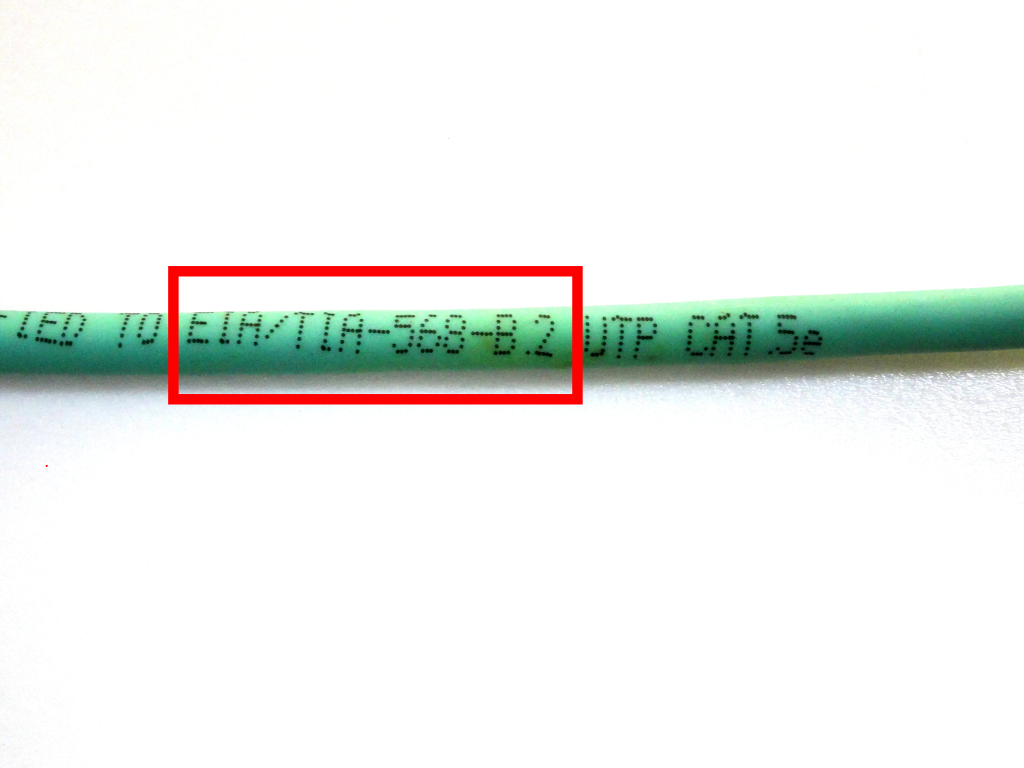 TO EIA/TIA-568-B.2 UTP CAT.5e